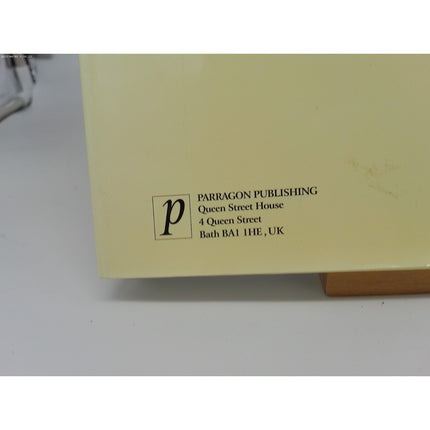 PARRAGON PUBLISHING
Queen Street House
4 Queen Street
Bath BA1 1HE , UK
p